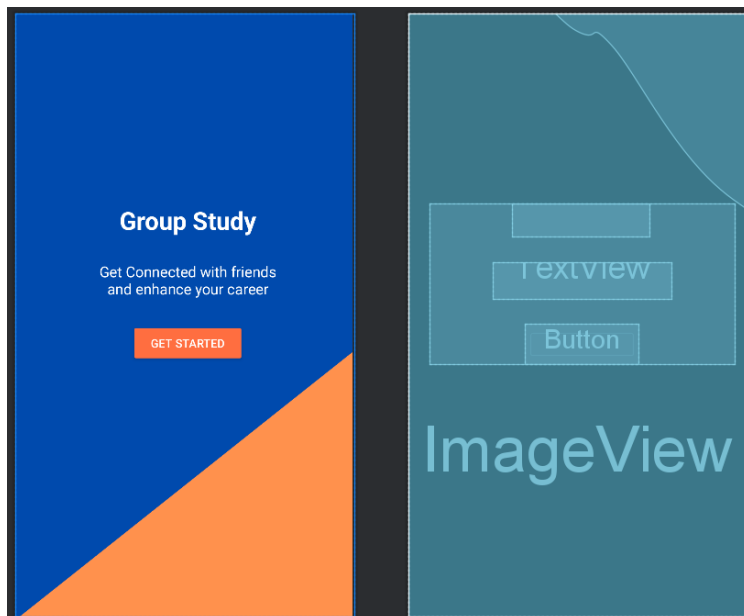 Group Study
Get Connected with friends
and enhance your career
GET STARTED
TextView
Button
ImageView